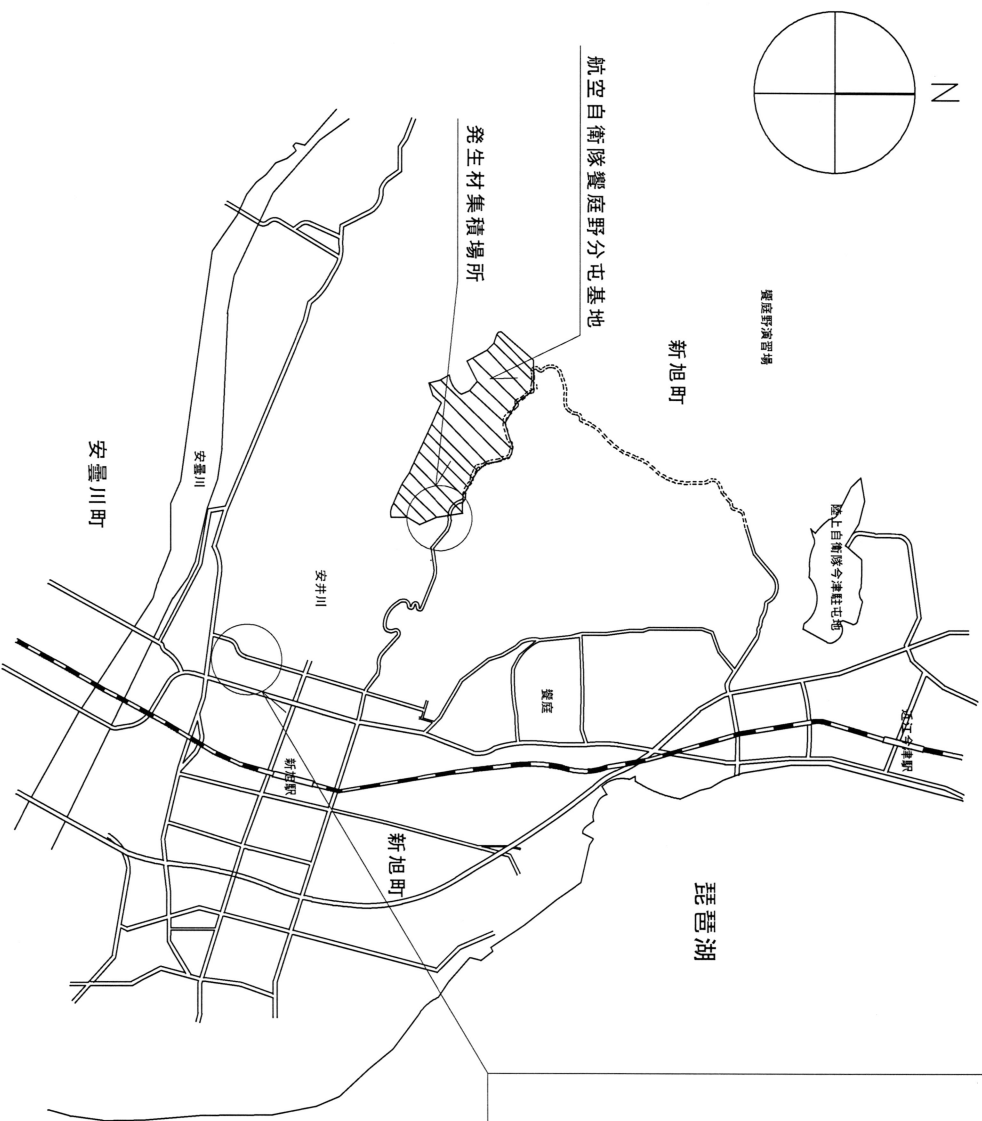 N
航空自衛隊饗庭野分屯基地
発生材集積場所
饗庭野演習場
新旭町
陸上自衛隊今津駐屯地
安曇川町
安曇川
安井川
饗庭
近江今津駅
新旭駅
新旭町
琵琶湖